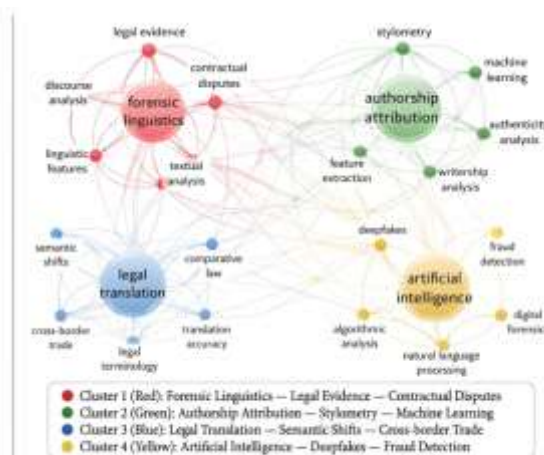 legal evidence
contractual
disputes
discourse
analysis
forensic
linguistics
linguistic
features
textual
analysis
stylometry
machine
learning
authorship
attribution
authenticity
analysis
feature
extraction
writership
analysis
semantic
shifts
comparative
law
legal
translation
cross-border
trade
translation
accuracy
legal
terminology
deepfakes
fraud
detection
artificial
intelligence
algorithmic
analysis
digital
forensic
natural language
processing
Cluster 1 (Red): Forensic Linguistics — Legal Evidence — Contractual Disputes
Cluster 2 (Green): Authorship Attribution — Stylometry — Machine Learning
Cluster 3 (Blue): Legal Translation — Semantic Shifts — Cross-border Trade
Cluster 4 (Yellow): Artificial Intelligence — Deepfakes — Fraud Detection